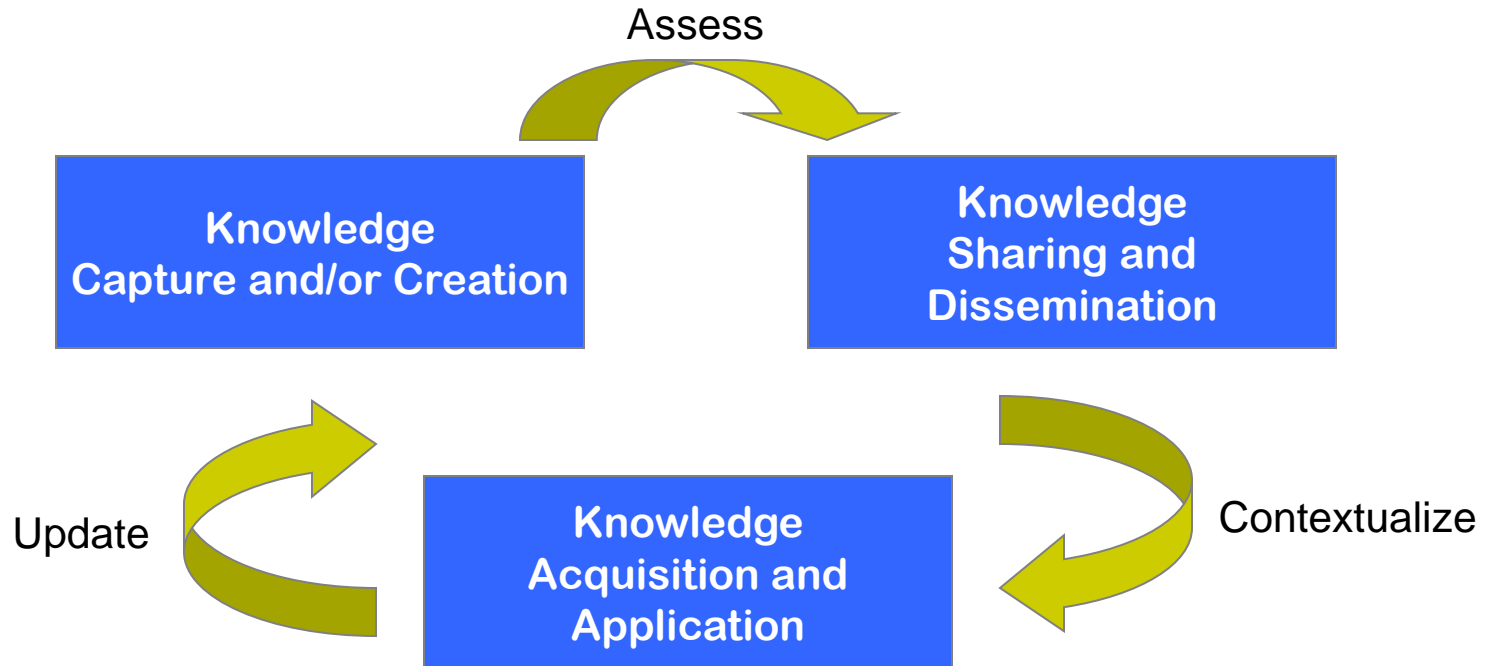 Assess
Knowledge
Capture and/or Creation
Knowledge
Sharing and
Dissemination
Update
Knowledge
Acquisition and
Application
Contextualize